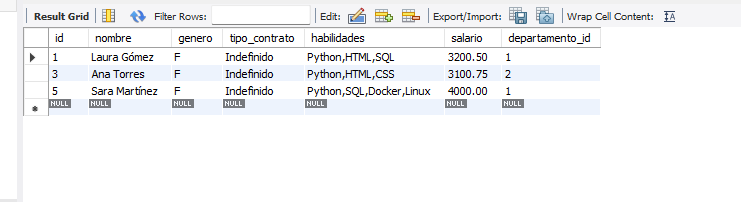 Result Grid Filter Rows: Edit: Export/Import: Wrap Cell Content: IA
id nombre genero tipo_contrato habilidades salario departamento_id
1 Laura Gómez F Indefinido Python,HTML,SQL 3200.50 1
3 Ana Torres F Indefinido Python,HTML,CSS 3100.75 2
5 Sara Martínez F Indefinido Python,SQL,Docker,Linux 4000.00 1
NULL NULL NULL NULL NULL NULL NULL